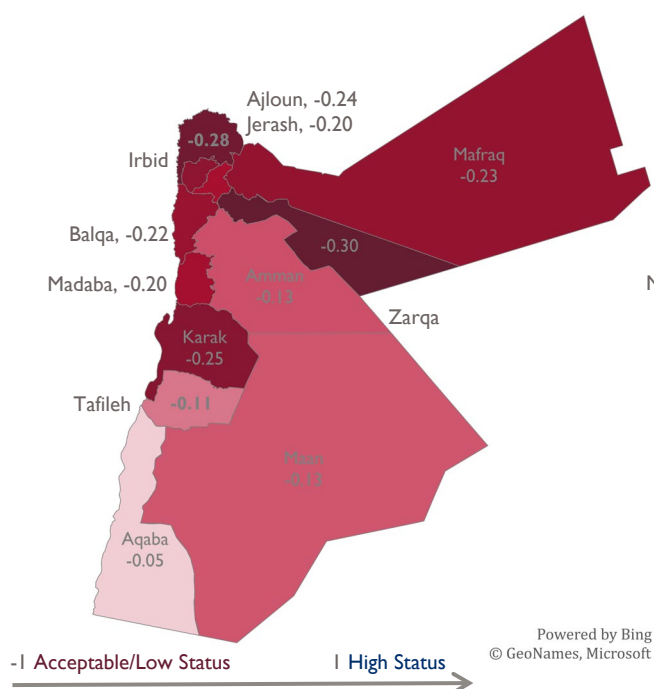 Ajloun, -0.24
Jerash, -0.20
-0.28
Irbid
Mafraq
-0.23
Balqa, -0.22
-0.30
Madaba, -0.20
Amman
-0.13
Zarqa
Karak
-0.25
Tafileh
-0.11
Maan
-0.13
Aqaba
-0.05
Powered by Bing
© GeoNames, Microsoft
-1 Acceptable/Low Status
1 High Status